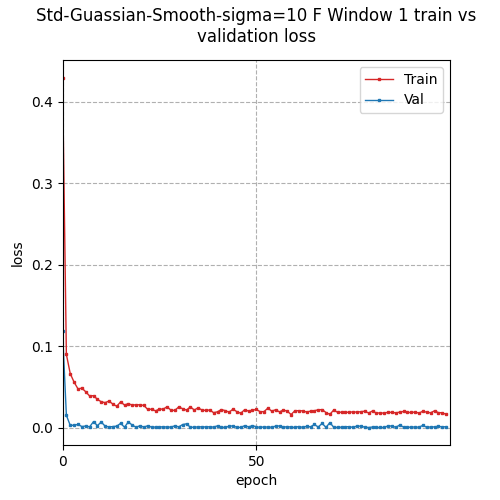 Std-Guassian-Smooth-sigma=10 F Window 1 train vs
validation loss
Train
Val
0.4
0.3
0.2
0.1
0.0
loss
0
50
epoch